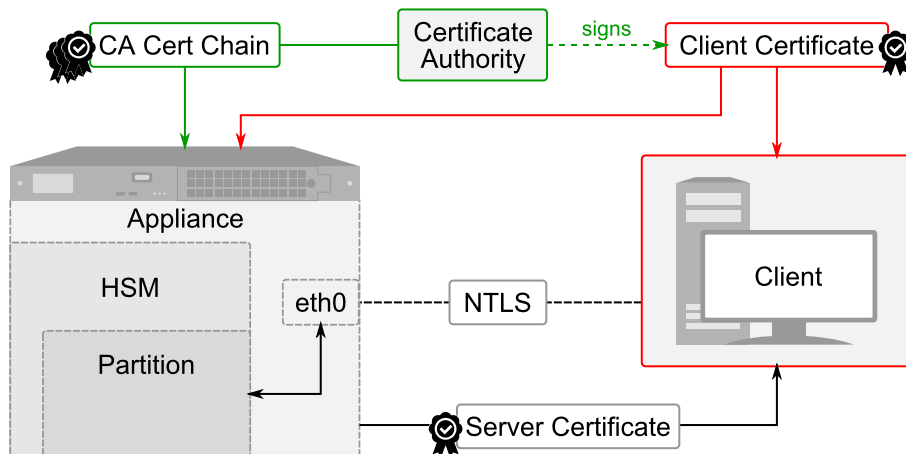 CA Cert Chain
Certificate
Authority
signs
Client Certificate
Appliance
HSM
eth0
NTLS
Client
Partition
Server Certificate